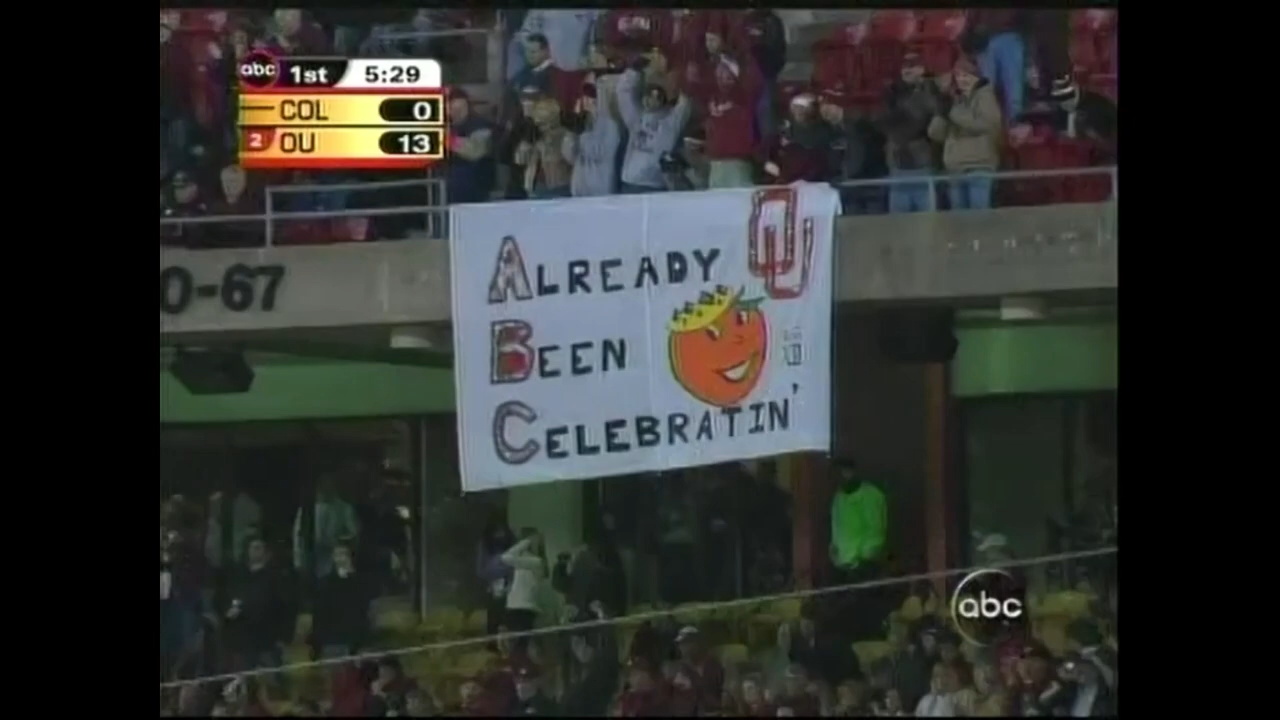 abc 1st 5:29
COL 0
2 OU 13
OU
ALREADY
BEEN
CELEBRATIN'
0-67
abc